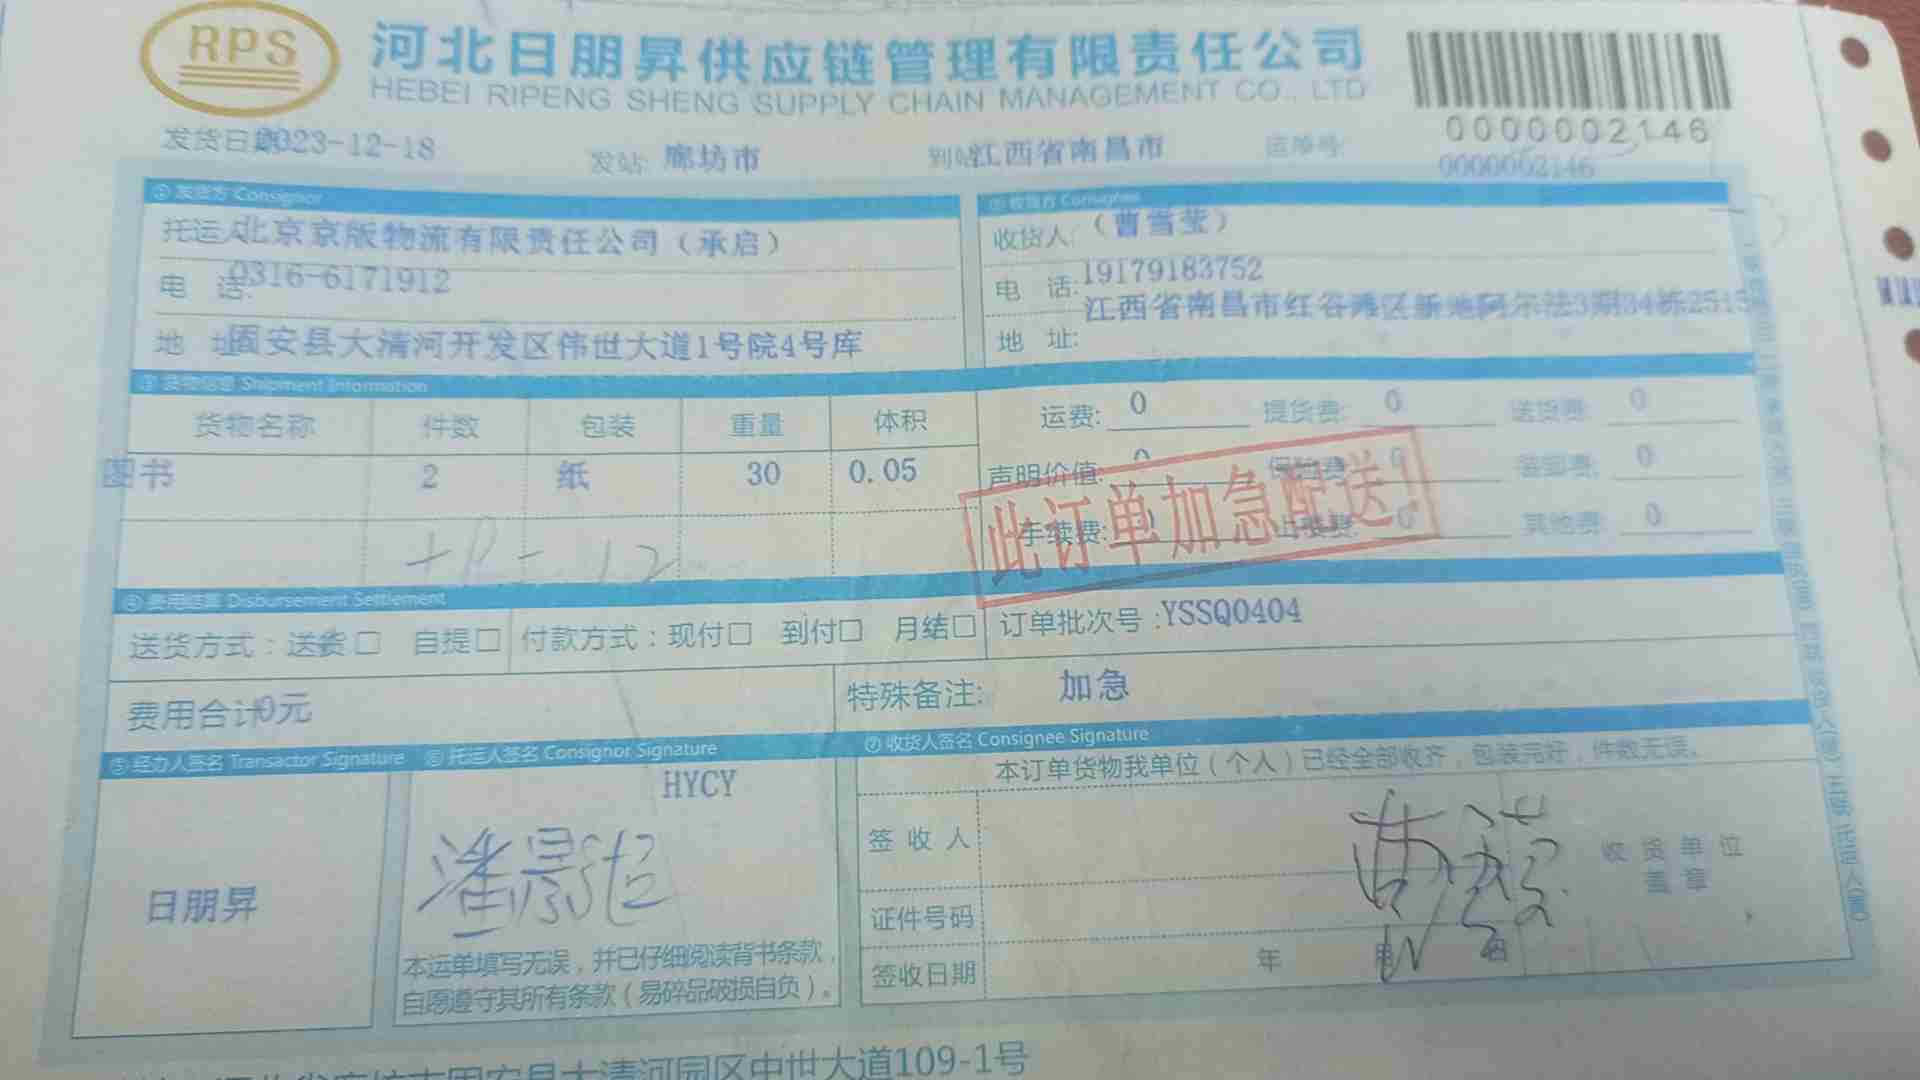 RPS
河北日朋昇供应链管理有限责任公司
HEBEI RIPENG SHENG SUPPLY CHAIN MANAGEMENT CO., LTD
0000002146
发货日期 2023-12-18 发站: 廊坊市 到站: 江西省南昌市 运单号: 0000002146
① 发货方 Consignor
托运人 北京京版物流有限责任公司（承启）
电 话: 0316-6171912
地 址 固安县大清河开发区伟世大道1号院4号库
收货方 Consignee
收货人: （曹雪莹）
电 话: 19179183752
地 址: 江西省南昌市红谷滩区新地阿尔法3期34栋2515
③ 货物信息 Shipment Information
货物名称 件数 包装 重量 体积
图书 2 纸 30 0.05
运费: 0 提货费: 0 送货费: 0
声明价值: 0 保险费: 0 装卸费: 0
手续费: 0 其他费: 0
此订单加急配送!
④ 费用结算 Disbursement Settlement
送货方式：送货 □ 自提□ 付款方式：现付□ 到付□ 月结□ 订单批次号:YSSQ0404
费用合计 0元 特殊备注: 加急
⑤ 经办人签名 Transactor Signature
日朋昇
⑥ 托运人签名 Consignor Signature
HYCY
潘景超
本运单填写无误，并已仔细阅读背书条款，
自愿遵守其所有条款（易碎品破损自负）。
⑦ 收货人签名 Consignee Signature
本订单货物我单位（个人）已经全部收齐，包装完好，件数无误。
签 收 人
证件号码
签收日期 年 月 日
收 货 单 位
盖 章
大清河园区中世大道109-1号